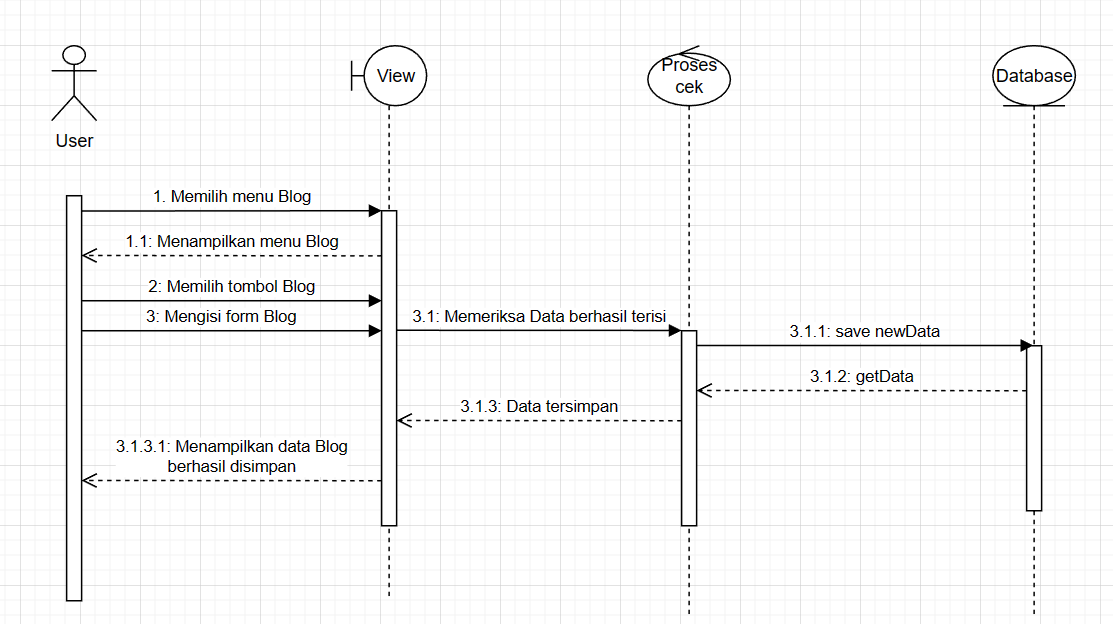 View
Proses
cek
Database
User
1. Memilih menu Blog
1.1: Menampilkan menu Blog
2: Memilih tombol Blog
3: Mengisi form Blog
3.1: Memeriksa Data berhasil terisi
3.1.1: save newData
3.1.2: getData
3.1.3: Data tersimpan
3.1.3.1: Menampilkan data Blog
berhasil disimpan